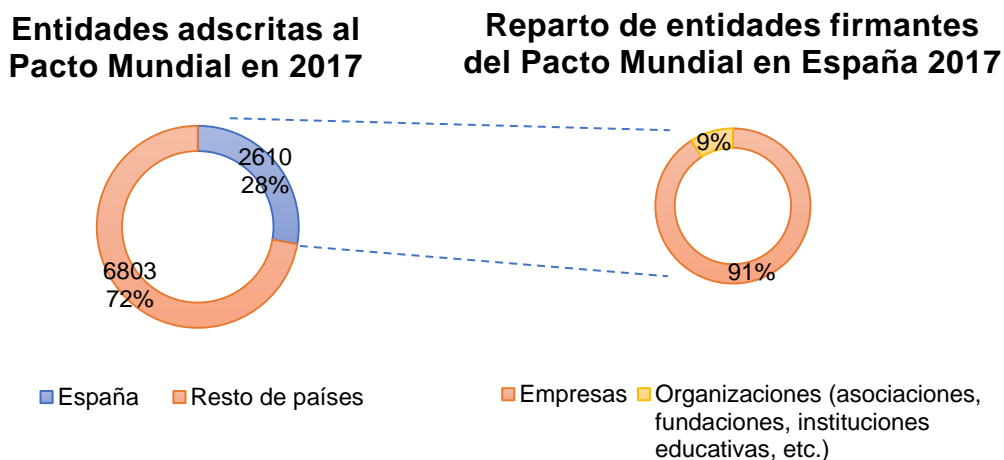 Entidades adscritas al
Pacto Mundial en 2017
2610
28%
6803
72%
España
Resto de países
Reparto de entidades firmantes
del Pacto Mundial en España 2017
9%
91%
Empresas
Organizaciones (asociaciones,
fundaciones, instituciones
educativas, etc.)